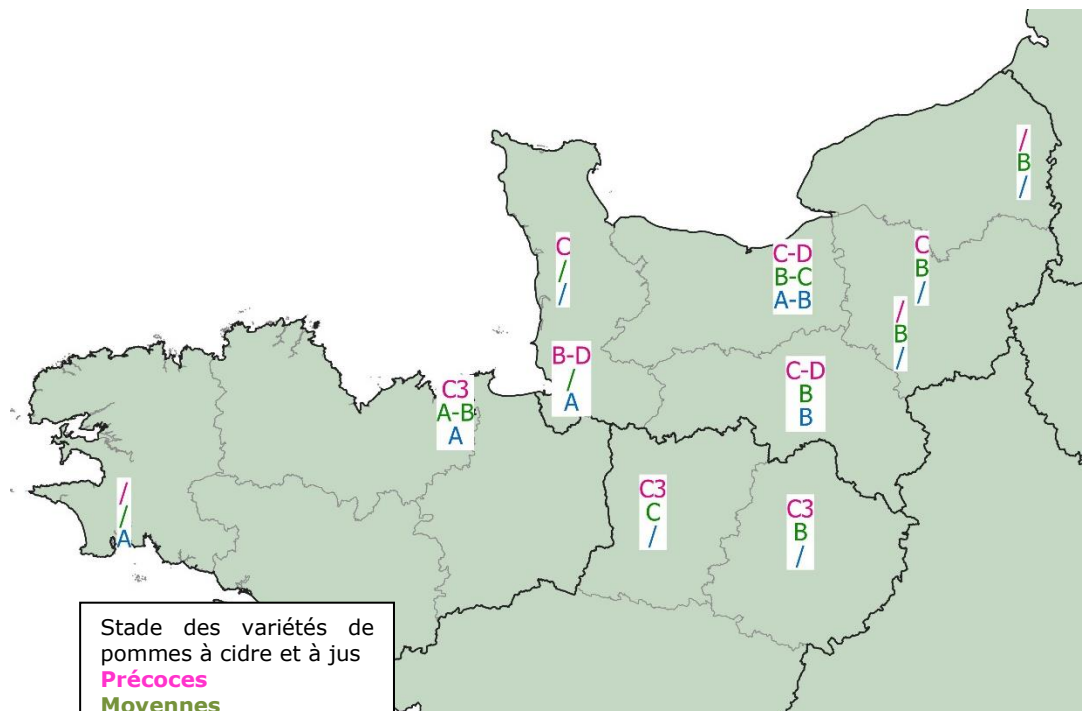 /
B
/
C
/
/
C-D
B-C
A-B
C
B
/
/
B
/
B-D
/
A
C-D
B
B
C3
A-B
A
/
/
A
C3
C
/
C3
B
/
Stade des variétés de
pommes à cidre et à jus
Précoces
Moyennes